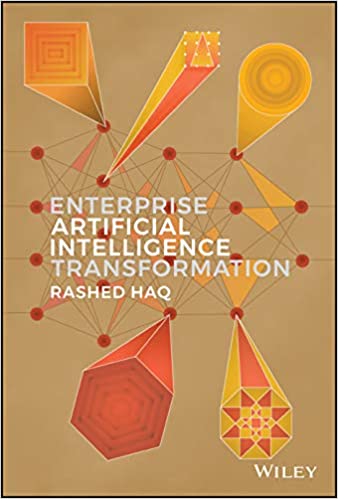 ENTERPRISE
ARTIFICIAL
INTELLIGENCE
TRANSFORMATION
RASHED HAQ
WILEY